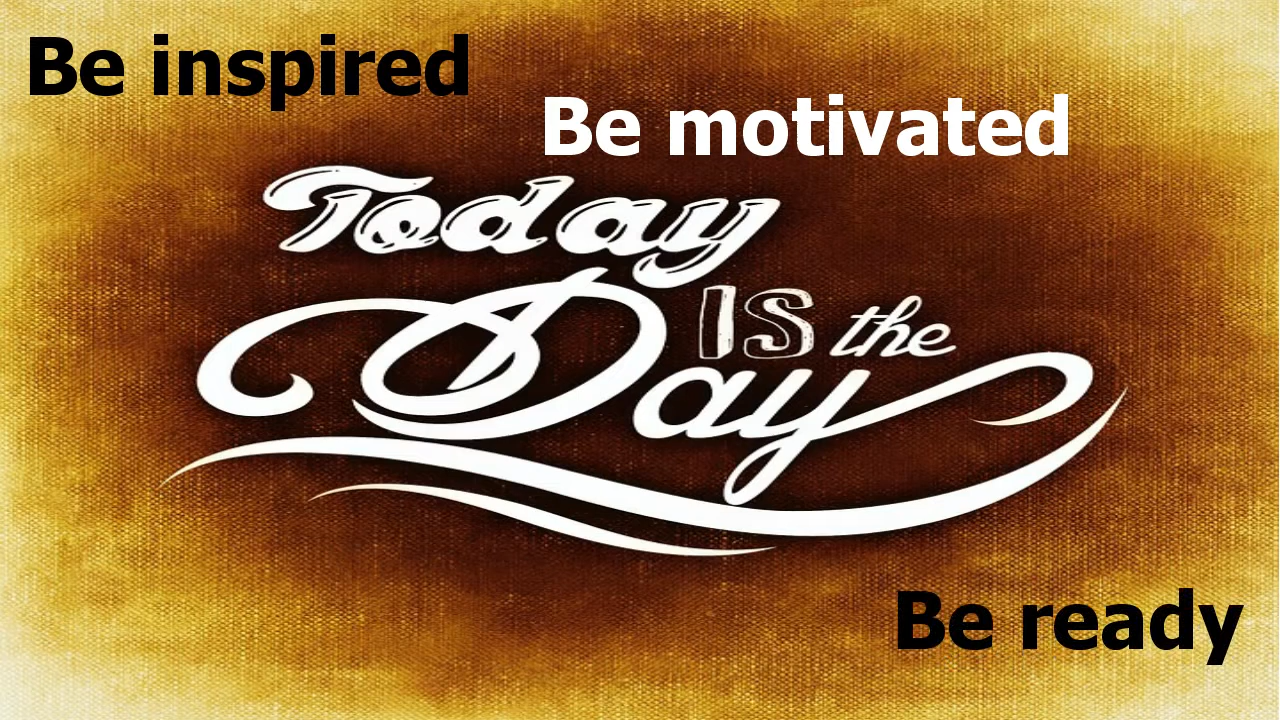 Be inspired
Be motivated
Today
IS the
Day
Be ready